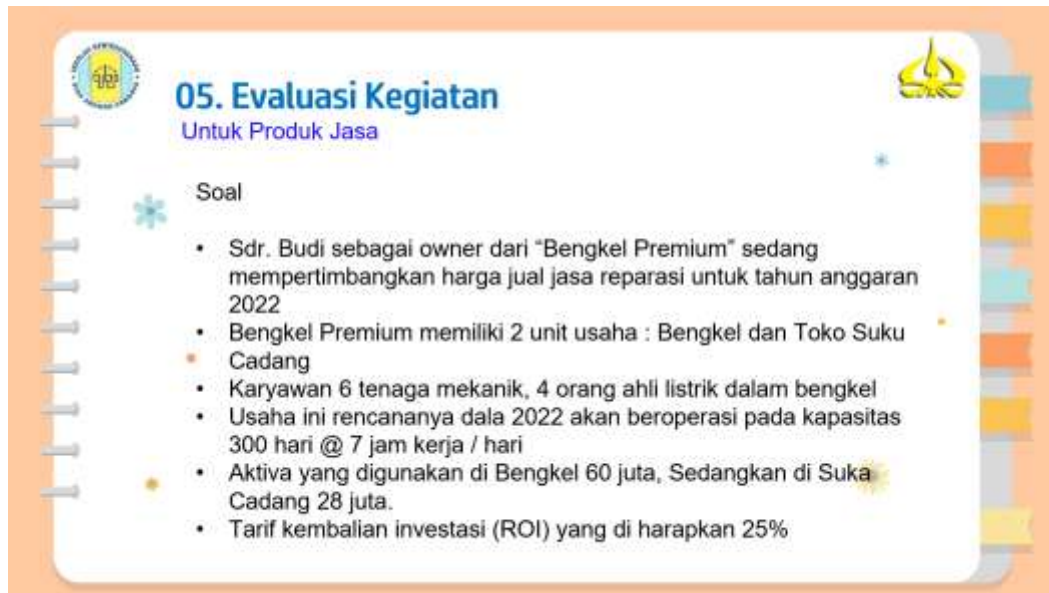 05. Evaluasi Kegiatan
Untuk Produk Jasa
Soal
• Sdr. Budi sebagai owner dari “Bengkel Premium” sedang
mempertimbangkan harga jual jasa reparasi untuk tahun anggaran
2022
• Bengkel Premium memiliki 2 unit usaha : Bengkel dan Toko Suku
Cadang
• Karyawan 6 tenaga mekanik, 4 orang ahli listrik dalam bengkel
• Usaha ini rencananya dala 2022 akan beroperasi pada kapasitas
300 hari @ 7 jam kerja / hari
• Aktiva yang digunakan di Bengkel 60 juta, Sedangkan di Suka
Cadang 28 juta.
• Tarif kembalian investasi (ROI) yang di harapkan 25%